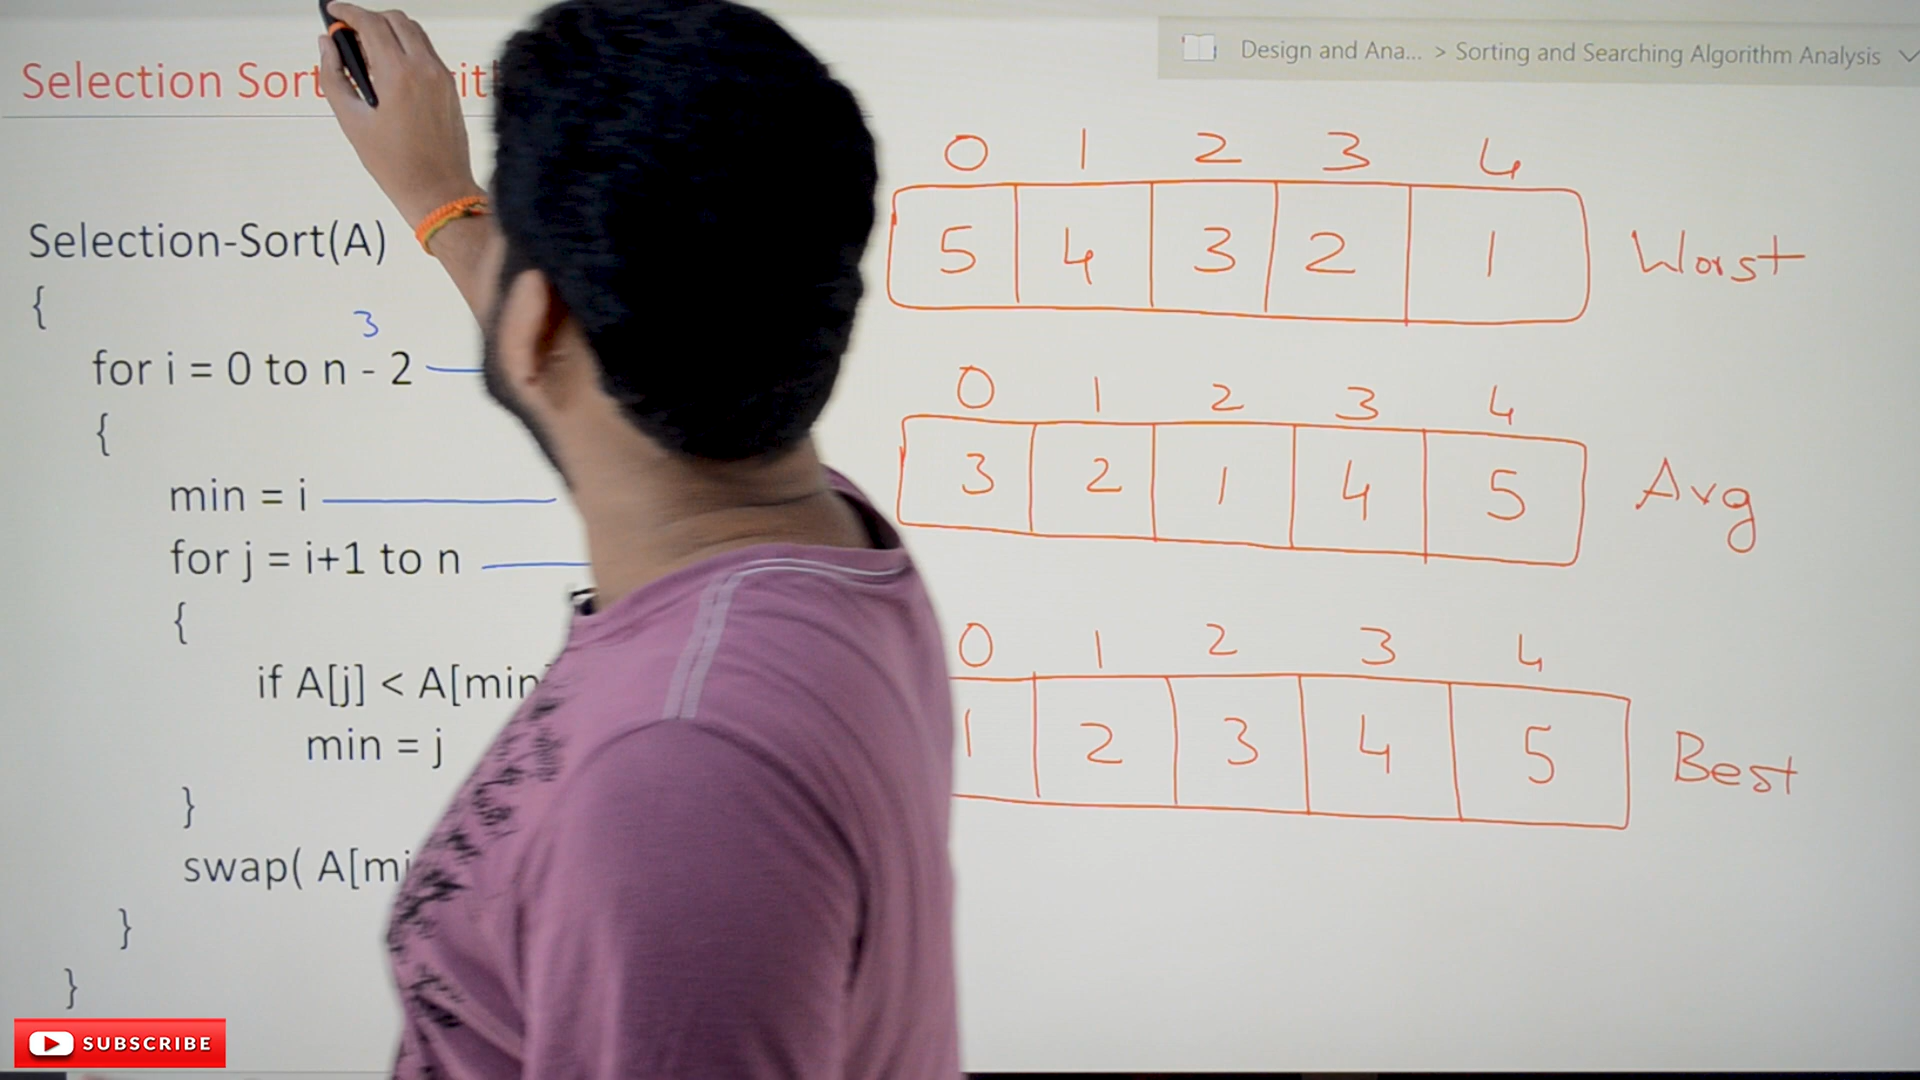 Design and Ana... > Sorting and Searching Algorithm Analysis
Selection Sort
Selection-Sort(A)
{
3
for i = 0 to n - 2
{
min = i
for j = i+1 to n
{
if A[j] < A[min
min = j
}
swap( A[mi
}
}
0 1 2 3 4
5 4 3 2 1 Worst
0 1 2 3 4
3 2 1 4 5 Avg
0 1 2 3 4
1 2 3 4 5 Best
SUBSCRIBE